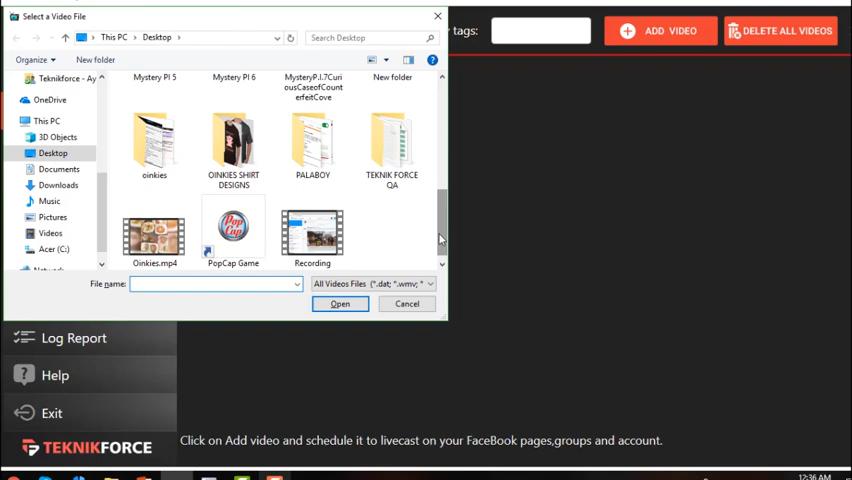 Select a Video File
This PC > Desktop >
Search Desktop
y tags:
ADD VIDEO
DELETE ALL VIDEOS
Organize
New folder
Teknikforce - Ay
OneDrive
This PC
3D Objects
Desktop
Documents
Downloads
Music
Pictures
Videos
Acer (C:)
Mystery PI 5
Mystery PI 6
MysteryP.I.7Curi
ousCaseofCount
erfeitCove
New folder
oinkies
OINKIES SHIRT
DESIGNS
PALABOY
TEKNIK FORCE
QA
Pop
Cap
Oinkies.mp4
PopCap Game
Recording
File name:
All Videos Files (*.dat; *.wmv; *
Open
Cancel
Log Report
Help
Exit
TEKNIKFORCE
Click on Add video and schedule it to livecast on your FaceBook pages,groups and account.
12:36 AM